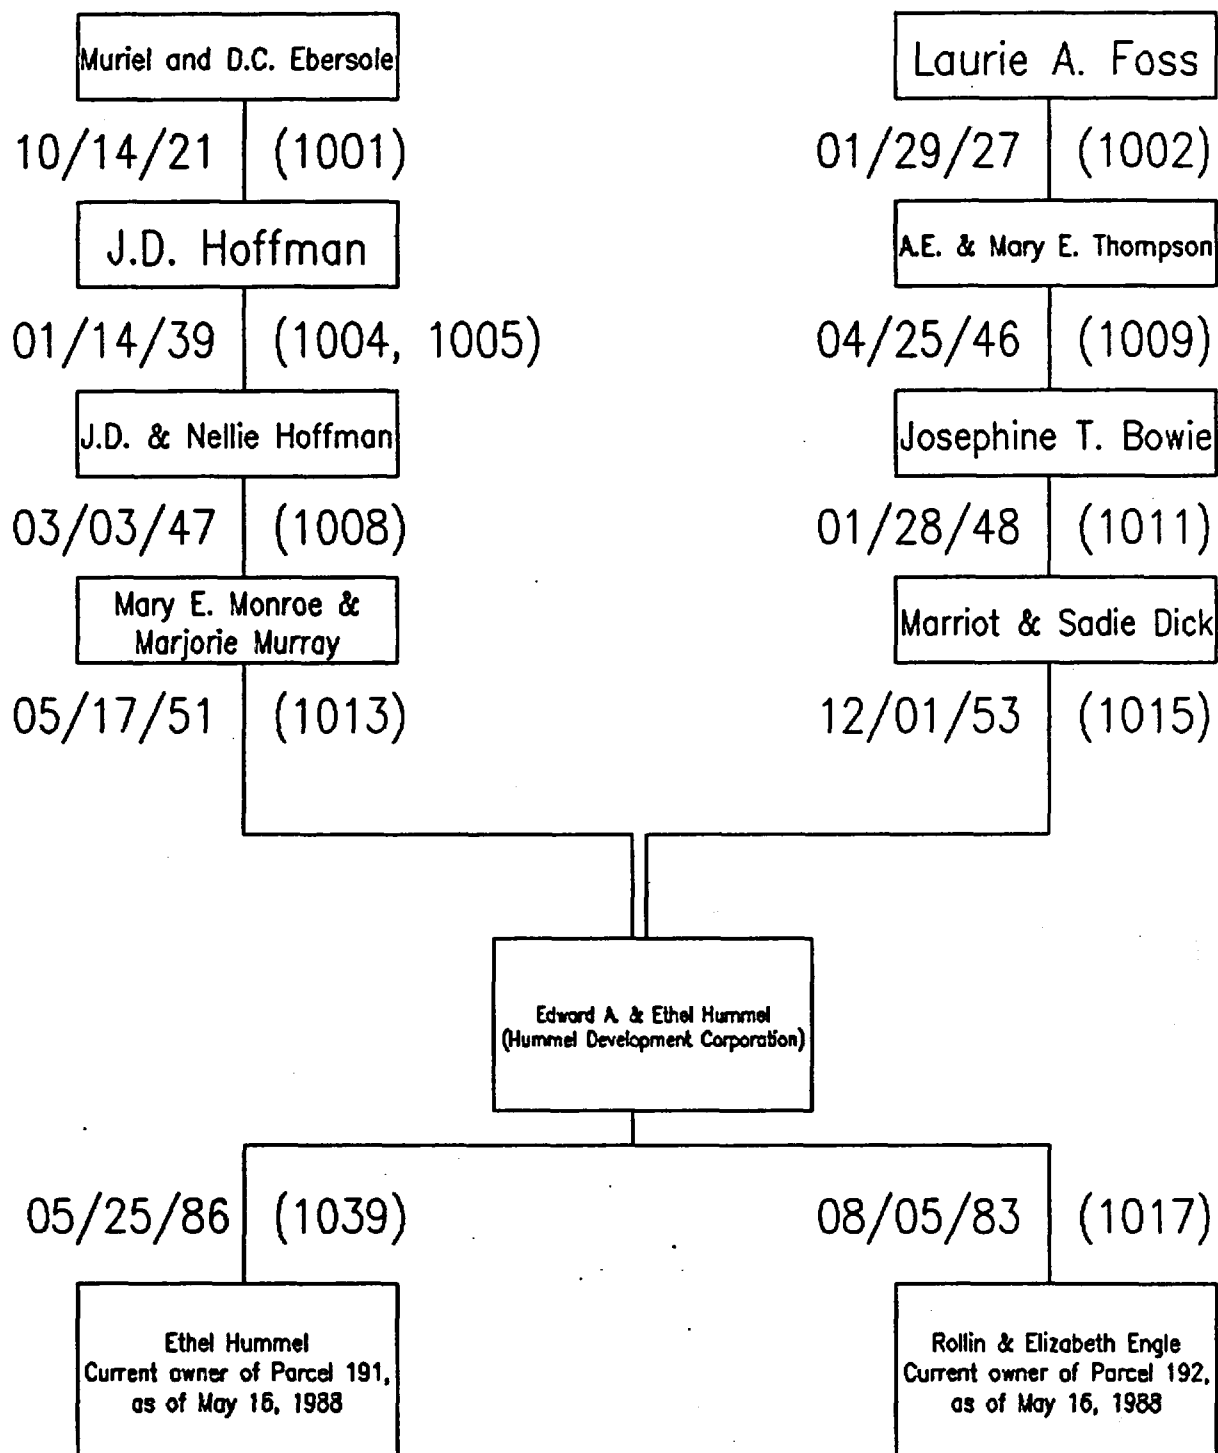 Muriel and D.C. Ebersole
10/14/21 (1001)
J.D. Hoffman
01/14/39 (1004, 1005)
J.D. & Nellie Hoffman
03/03/47 (1008)
Mary E. Monroe &
Marjorie Murray
05/17/51 (1013)
Laurie A. Foss
01/29/27 (1002)
A.E. & Mary E. Thompson
04/25/46 (1009)
Josephine T. Bowie
01/28/48 (1011)
Marriot & Sadie Dick
12/01/53 (1015)
Edward A. & Ethel Hummel
(Hummel Development Corporation)
05/25/86 (1039)
Ethel Hummel
Current owner of Parcel 191,
as of May 16, 1988
08/05/83 (1017)
Rollin & Elizabeth Engle
Current owner of Parcel 192,
as of May 16, 1988